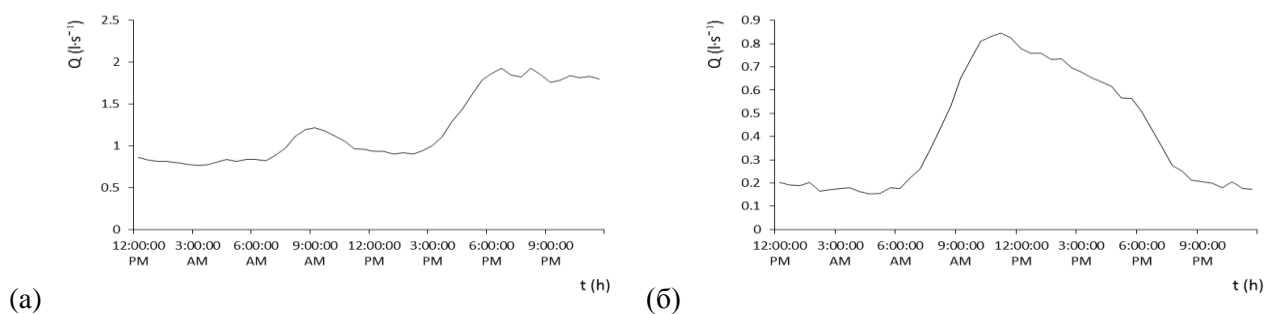 Q (l·s⁻¹)
2.5
2
1.5
1
0.5
0
12:00:00 PM
3:00:00 AM
6:00:00 AM
9:00:00 AM
12:00:00 PM
3:00:00 PM
6:00:00 PM
9:00:00 PM
t (h)
(а)
Q (l·s⁻¹)
0.9
0.8
0.7
0.6
0.5
0.4
0.3
0.2
0.1
0
12:00:00 PM
3:00:00 AM
6:00:00 AM
9:00:00 AM
12:00:00 PM
3:00:00 PM
6:00:00 PM
9:00:00 PM
t (h)
(б)